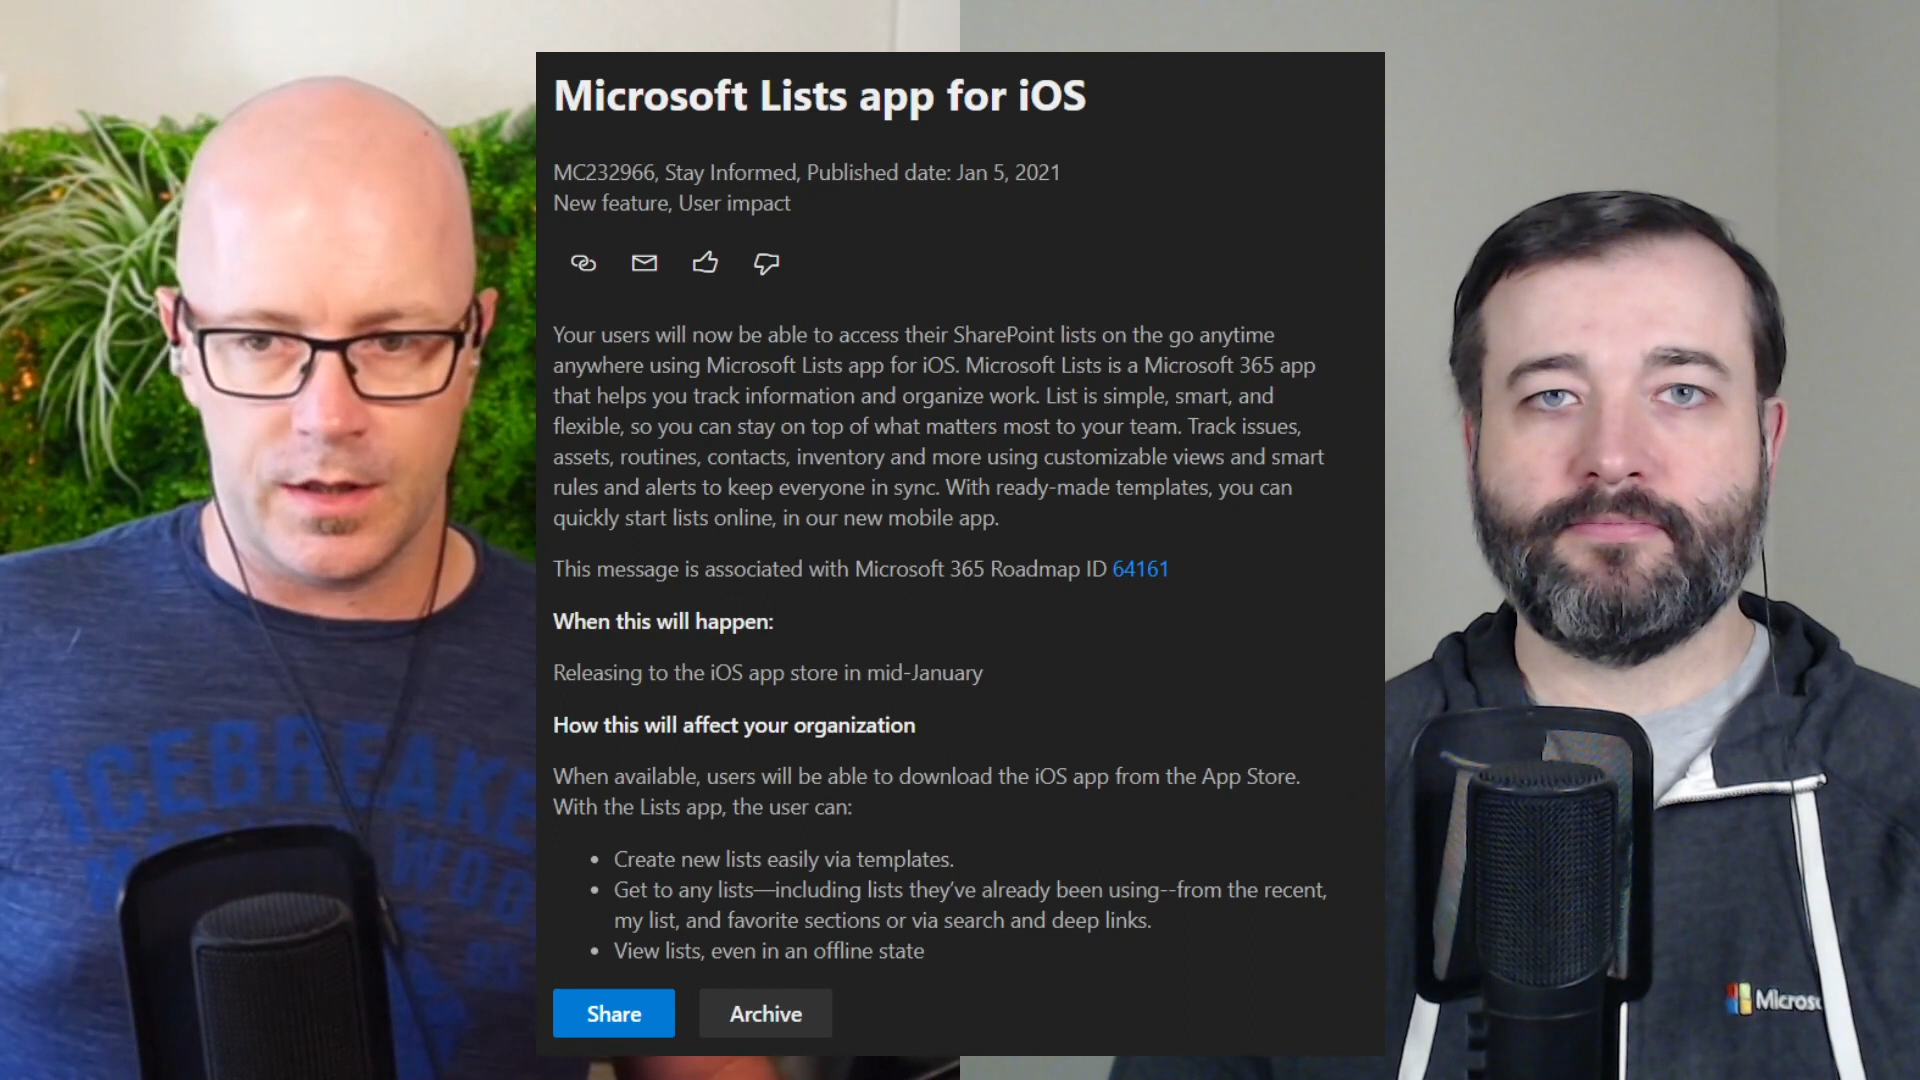 Microsoft Lists app for iOS
MC232966, Stay Informed, Published date: Jan 5, 2021
New feature, User impact
Your users will now be able to access their SharePoint lists on the go anytime
anywhere using Microsoft Lists app for iOS. Microsoft Lists is a Microsoft 365 app
that helps you track information and organize work. List is simple, smart, and
flexible, so you can stay on top of what matters most to your team. Track issues,
assets, routines, contacts, inventory and more using customizable views and smart
rules and alerts to keep everyone in sync. With ready-made templates, you can
quickly start lists online, in our new mobile app.
This message is associated with Microsoft 365 Roadmap ID 64161
When this will happen:
Releasing to the iOS app store in mid-January
How this will affect your organization
When available, users will be able to download the iOS app from the App Store.
With the Lists app, the user can:
• Create new lists easily via templates.
• Get to any lists—including lists they've already been using--from the recent,
my list, and favorite sections or via search and deep links.
• View lists, even in an offline state
Share Archive
ICEBREAKE
Micros